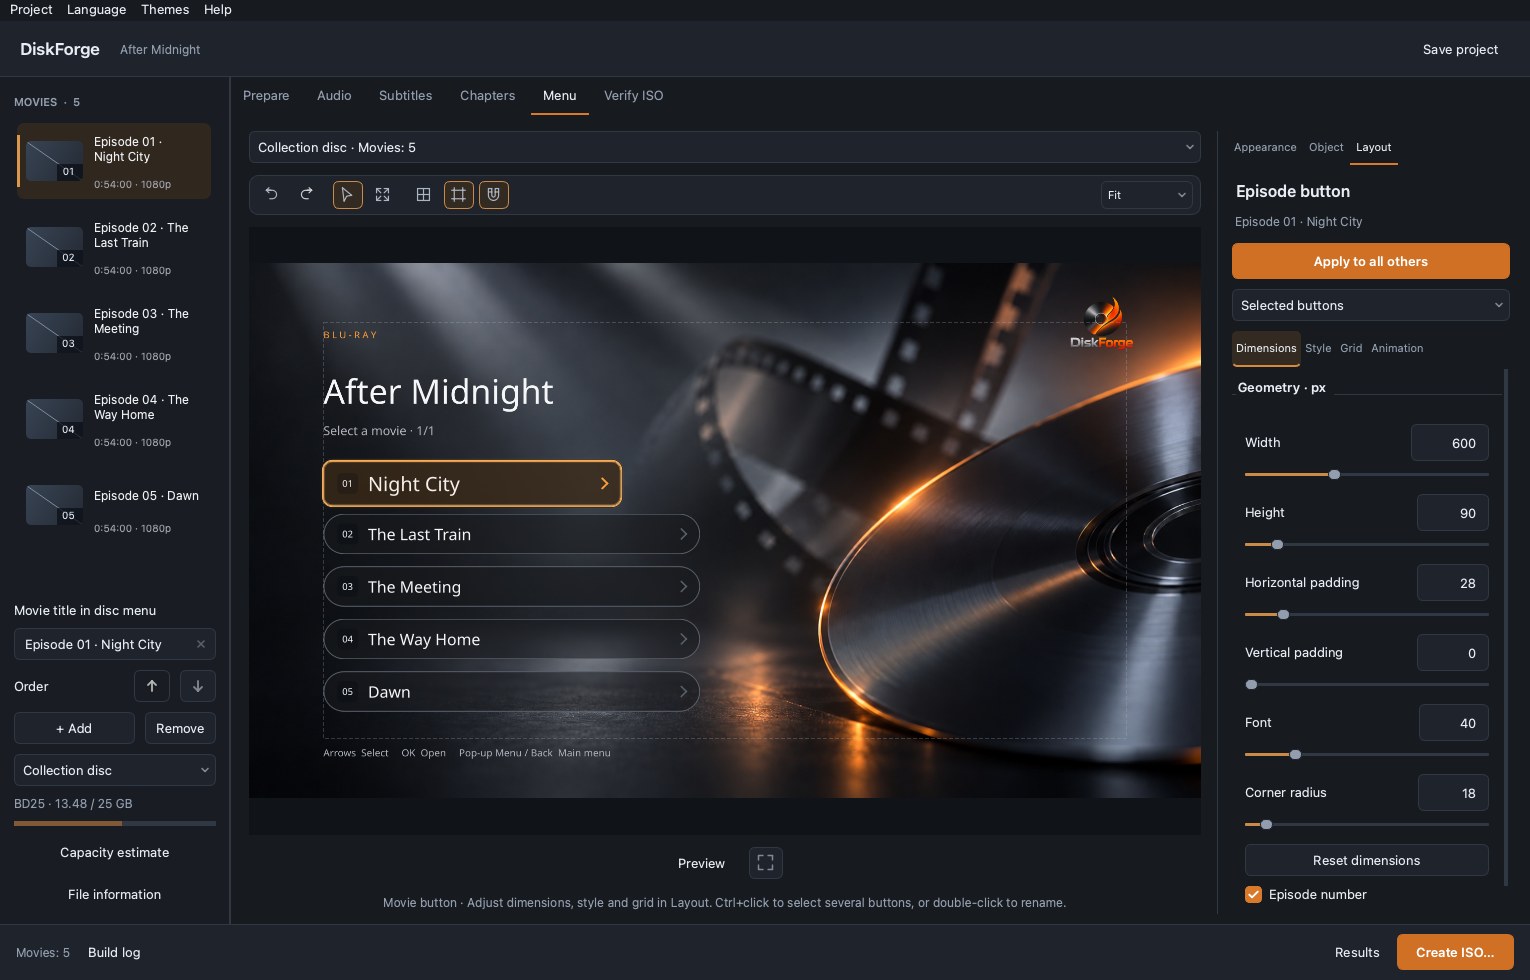 Project Language Themes Help
DiskForge After Midnight Save project
MOVIES · 5
Episode 01 ·
Night City
01
0:54:00 · 1080p
Episode 02 · The
Last Train
02
0:54:00 · 1080p
Episode 03 · The
Meeting
03
0:54:00 · 1080p
Episode 04 · The
Way Home
04
0:54:00 · 1080p
Episode 05 · Dawn
05
0:54:00 · 1080p
Movie title in disc menu
Episode 01 · Night City
Order
+ Add Remove
Collection disc
BD25 · 13.48 / 25 GB
Capacity estimate
File information
Prepare Audio Subtitles Chapters Menu Verify ISO
Collection disc · Movies: 5
Fit
BLU-RAY
DiskForge
After Midnight
Select a movie · 1/1
01 Night City
02 The Last Train
03 The Meeting
04 The Way Home
05 Dawn
Arrows Select OK Open Pop-up Menu / Back Main menu
Preview
Movie button · Adjust dimensions, style and grid in Layout. Ctrl+click to select several buttons, or double-click to rename.
Appearance Object Layout
Episode button
Episode 01 · Night City
Apply to all others
Selected buttons
Dimensions Style Grid Animation
Geometry · px
Width 600
Height 90
Horizontal padding 28
Vertical padding 0
Font 40
Corner radius 18
Reset dimensions
Episode number
Movies: 5 Build log Results Create ISO...